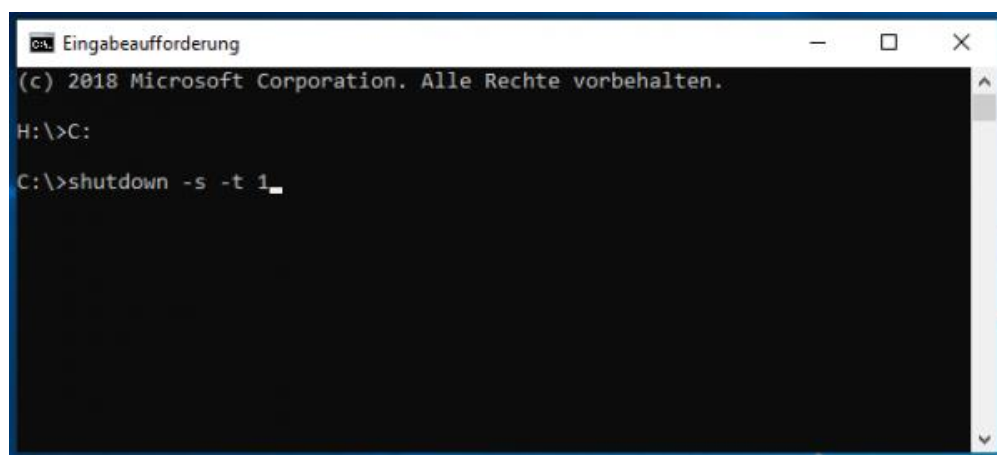 Eingabeaufforderung
(c) 2018 Microsoft Corporation. Alle Rechte vorbehalten.
H:\>C:
C:\>shutdown -s -t 1